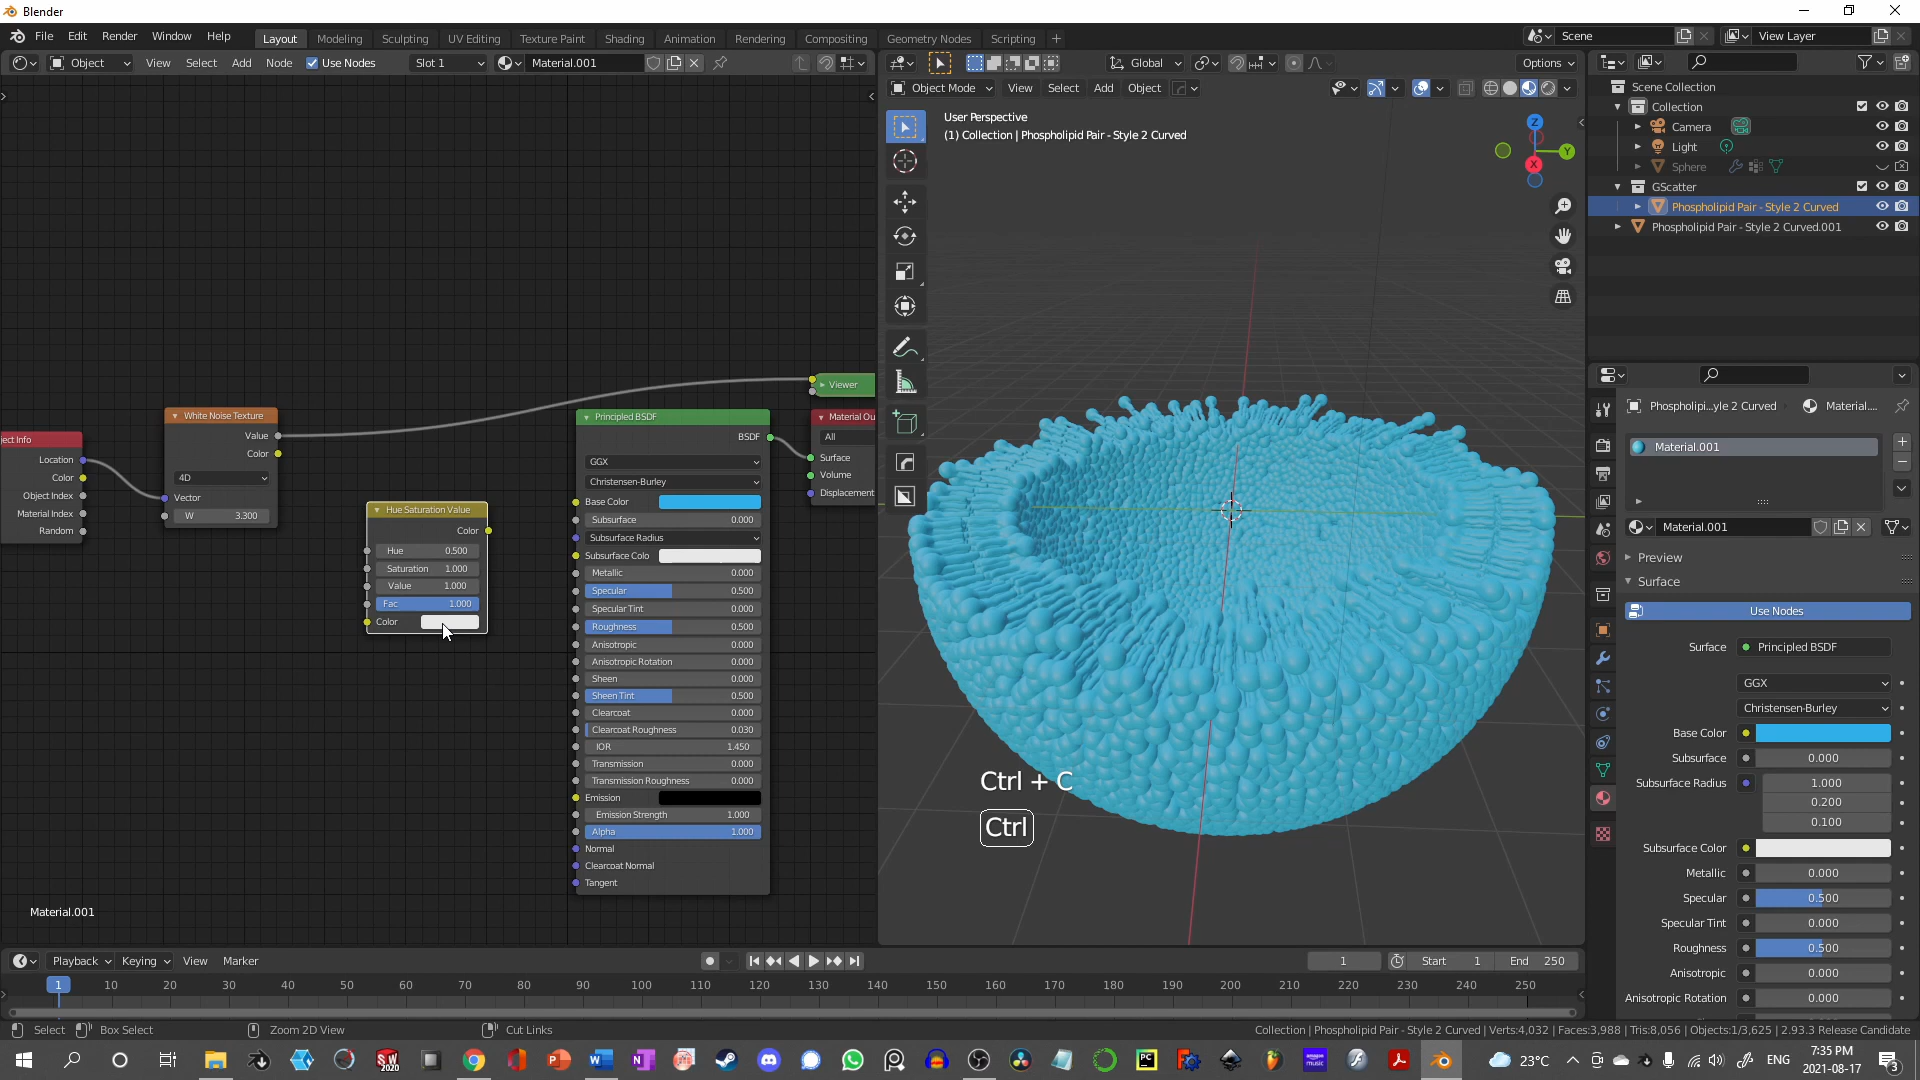 Blender
File Edit Render Window Help Layout Modeling Sculpting UV Editing Texture Paint Shading Animation Rendering Compositing Geometry Nodes Scripting Scene View Layer
Object View Select Add Node Use Nodes Slot 1 Material.001 Global Options
Object Mode View Select Add Object
User Perspective
(1) Collection | Phospholipid Pair - Style 2 Curved
Z
Y
X
Scene Collection
Collection
Camera
Light
Sphere
GScatter
Phospholipid Pair - Style 2 Curved
Phospholipid Pair - Style 2 Curved.001
ject Info
Location
Color
Object Index
Material Index
Random
White Noise Texture
Value
Color
4D
Vector
W 3.300
Hue Saturation Value
Color
Hue 0.500
Saturation 1.000
Value 1.000
Fac 1.000
Color
Principled BSDF
BSDF
GGX
Christensen-Burley
Base Color
Subsurface 0.000
Subsurface Radius
Subsurface Colo
Metallic 0.000
Specular 0.500
Specular Tint 0.000
Roughness 0.500
Anisotropic 0.000
Anisotropic Rotation 0.000
Sheen 0.000
Sheen Tint 0.500
Clearcoat 0.000
Clearcoat Roughness 0.030
IOR 1.450
Transmission 0.000
Transmission Roughness 0.000
Emission
Emission Strength 1.000
Alpha 1.000
Normal
Clearcoat Normal
Tangent
Viewer
Material Ou
All
Surface
Volume
Displacement
Material.001
Ctrl + C
Ctrl
Phospholipi...yle 2 Curved Material....
Material.001
Material.001
Preview
Surface
Use Nodes
Surface Principled BSDF
GGX
Christensen-Burley
Base Color
Subsurface 0.000
Subsurface Radius 1.000
0.200
0.100
Subsurface Color
Metallic 0.000
Specular 0.500
Specular Tint 0.000
Roughness 0.500
Anisotropic 0.000
Anisotropic Rotation 0.000
Playback Keying View Marker 1 Start 1 End 250
1 10 20 30 40 50 60 70 80 90 100 110 120 130 140 150 160 170 180 190 200 210 220 230 240 250
Select Box Select Zoom 2D View Cut Links Collection | Phospholipid Pair - Style 2 Curved | Verts:4,032 | Faces:3,988 | Tris:8,056 | Objects:1/3,625 | 2.93.3 Release Candidate
23°C ENG 7:35 PM
2021-08-17
3